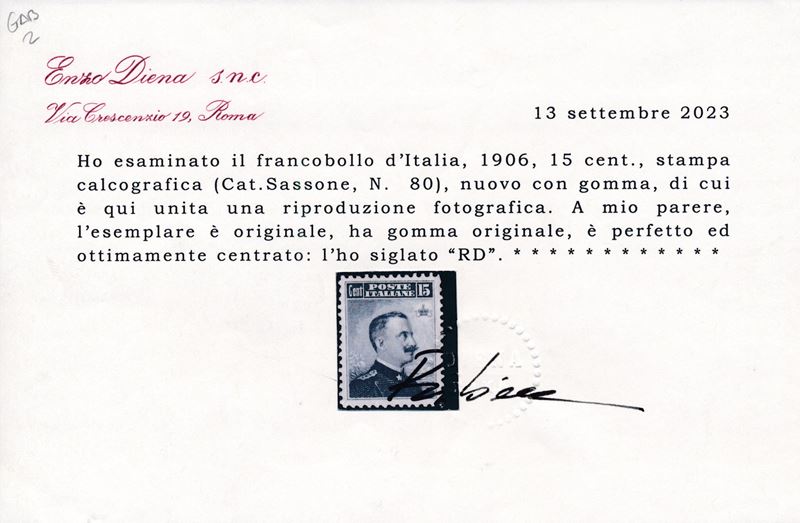 GAB
2
Enzo Diena s.n.c.
Via Crescenzio 19, Roma
13 settembre 2023
Ho esaminato il francobollo d'Italia, 1906, 15 cent., stampa
calcografica (Cat.Sassone, N. 80), nuovo con gomma, di cui
è qui unita una riproduzione fotografica. A mio parere,
l'esemplare è originale, ha gomma originale, è perfetto ed
ottimamente centrato: l'ho siglato “RD”. * * * * * * * * * * * *
Cent POSTE 15
ITALIANE